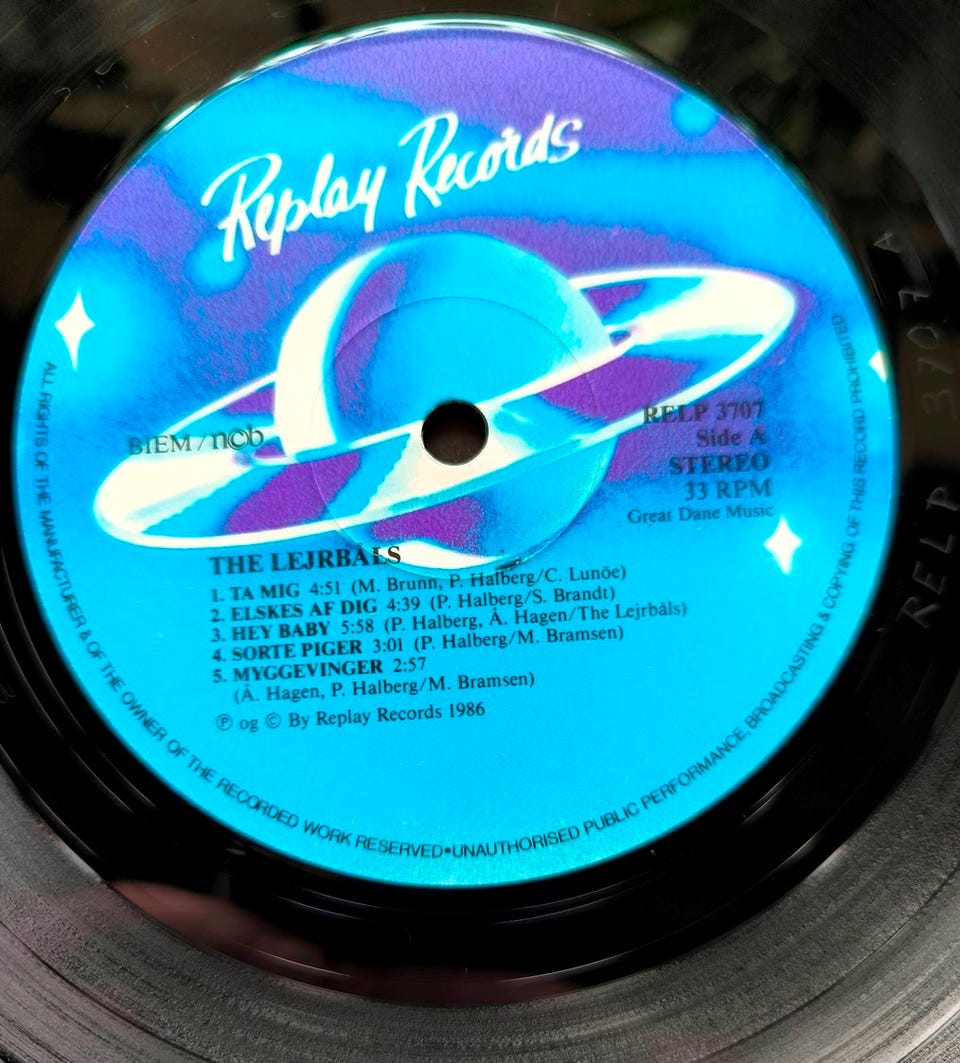 Replay Records
BIEM / n©b
RELP 3707
Side A
STEREO
33 RPM
Great Dane Music
THE LEJRBÅLS
1. TA MIG 4:51 (M. Brunn, P. Halberg/C. Lunöe)
2. ELSKES AF DIG 4:39 (P. Halberg/S. Brandt)
3. HEY BABY 5:58 (P. Halberg, Å. Hagen/The Lejrbåls)
4. SORTE PIGER 3:01 (P. Halberg/M. Bramsen)
5. MYGGEVINGER 2:57
(Å. Hagen, P. Halberg/M. Bramsen)
℗ og © By Replay Records 1986
ALL RIGHTS OF THE MANUFACTURER & OF THE OWNER OF THE RECORDED WORK RESERVED•UNAUTHORISED PUBLIC PERFORMANCE, BROADCASTING & COPYING OF THIS RECORD PROHIBITED
RELP 3707 A